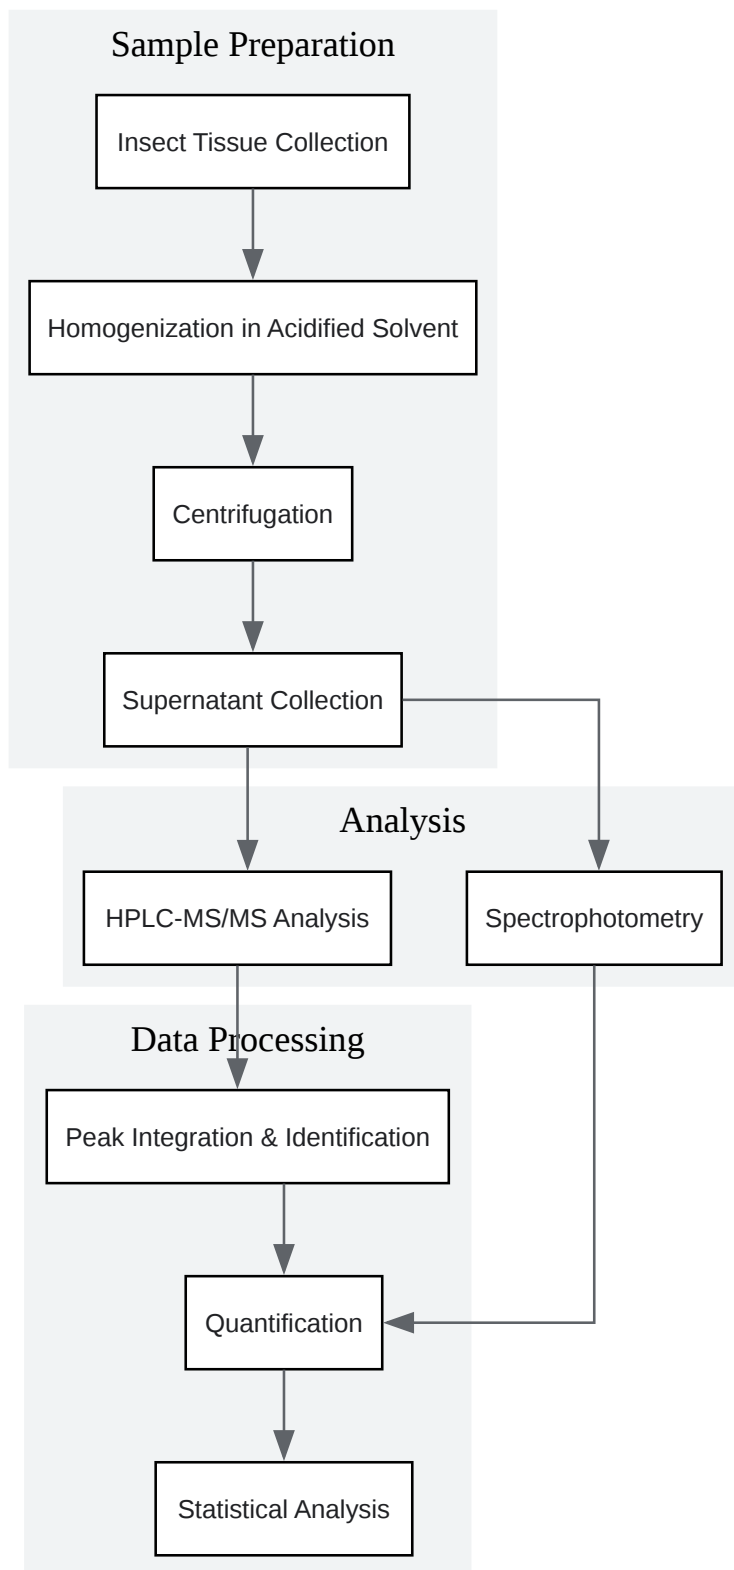 Sample Preparation
Insect Tissue Collection
Homogenization in Acidified Solvent
Centrifugation
Supernatant Collection
Analysis
HPLC-MS/MS Analysis
Spectrophotometry
Data Processing
Peak Integration & Identification
Quantification
Statistical Analysis